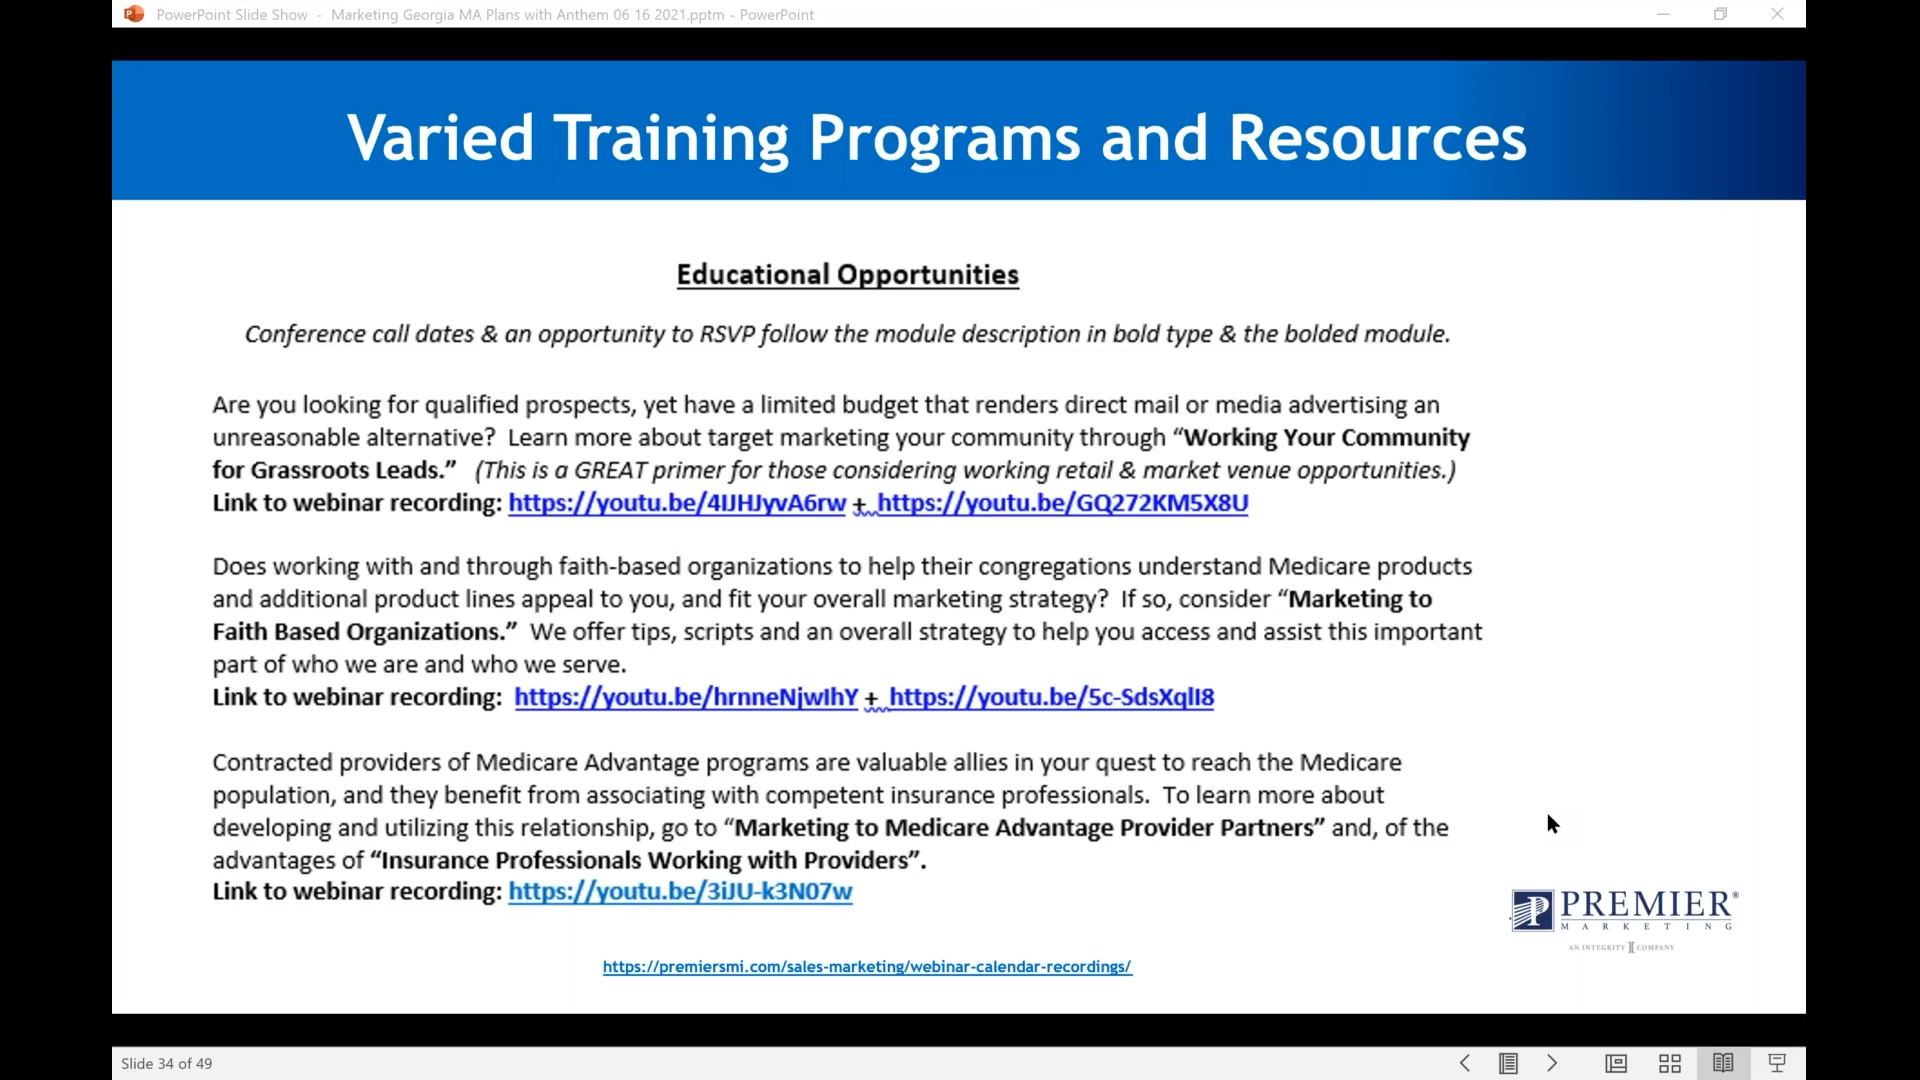 PowerPoint Slide Show - Marketing Georgia MA Plans with Anthem 06 16 2021.pptm - PowerPoint
Varied Training Programs and Resources
Educational Opportunities
Conference call dates & an opportunity to RSVP follow the module description in bold type & the bolded module.
Are you looking for qualified prospects, yet have a limited budget that renders direct mail or media advertising an
unreasonable alternative? Learn more about target marketing your community through “Working Your Community
for Grassroots Leads.” (This is a GREAT primer for those considering working retail & market venue opportunities.)
Link to webinar recording: https://youtu.be/4IJHJyvA6rw + https://youtu.be/GQ272KM5X8U
Does working with and through faith-based organizations to help their congregations understand Medicare products
and additional product lines appeal to you, and fit your overall marketing strategy? If so, consider “Marketing to
Faith Based Organizations.” We offer tips, scripts and an overall strategy to help you access and assist this important
part of who we are and who we serve.
Link to webinar recording: https://youtu.be/hrnneNjwIhY + https://youtu.be/5c-SdsXqlI8
Contracted providers of Medicare Advantage programs are valuable allies in your quest to reach the Medicare
population, and they benefit from associating with competent insurance professionals. To learn more about
developing and utilizing this relationship, go to “Marketing to Medicare Advantage Provider Partners” and, of the
advantages of “Insurance Professionals Working with Providers”.
Link to webinar recording: https://youtu.be/3iJU-k3N07w
PREMIER®
MARKETING
AN INTEGRITY COMPANY
https://premiersmi.com/sales-marketing/webinar-calendar-recordings/
Slide 34 of 49